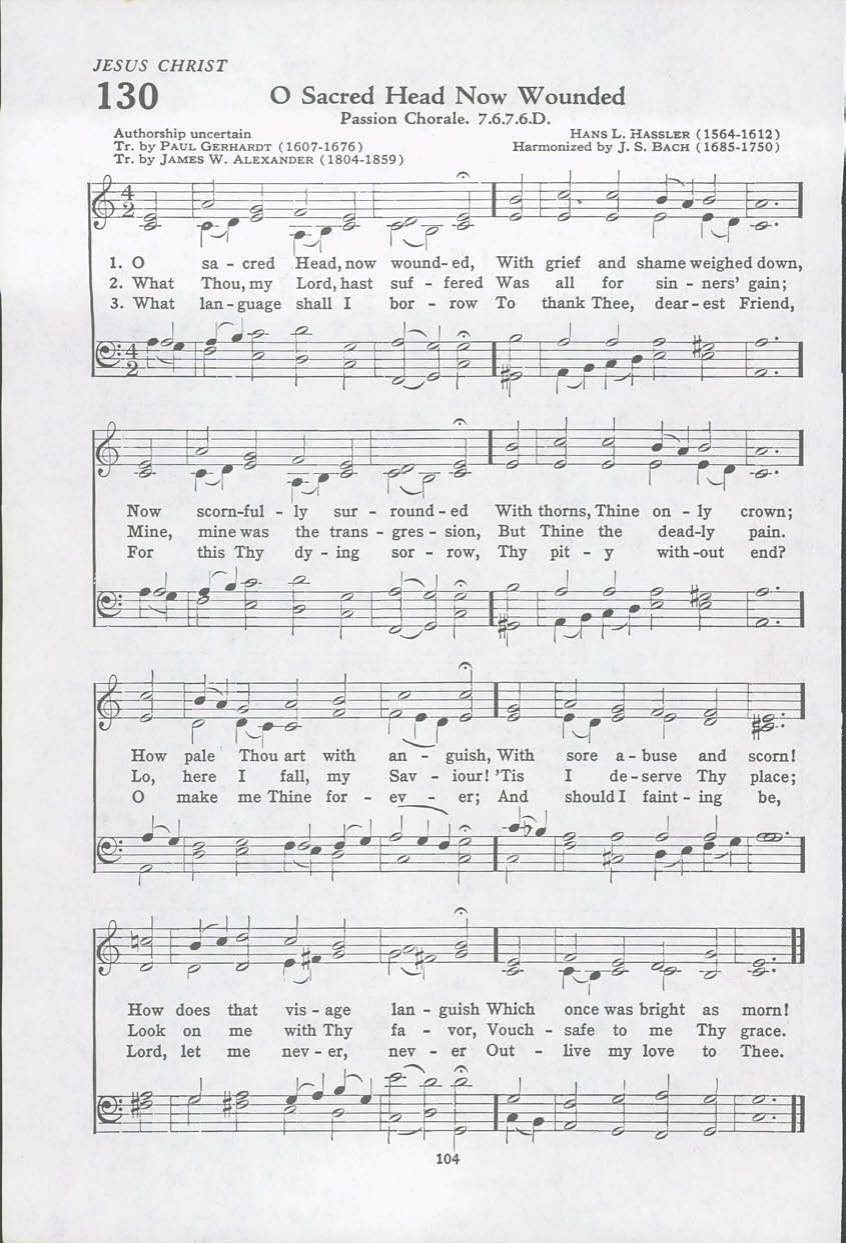 JESUS CHRIST
130
O Sacred Head Now Wounded
Passion Chorale. 7.6.7.6.D.
Authorship uncertain
Tr. by PAUL GERHARDT (1607-1676)
Tr. by JAMES W. ALEXANDER (1804-1859)
HANS L. HASSLER (1564-1612)
Harmonized by J. S. BACH (1685-1750)
1. O sa - cred Head, now wound - ed, With grief and shame weighed down,
2. What Thou, my Lord, hast suf - fered Was all for sin - ners' gain;
3. What lan - guage shall I bor - row To thank Thee, dear - est Friend,
Now scorn-ful - ly sur - round - ed With thorns, Thine on - ly crown;
Mine, mine was the trans - gres - sion, But Thine the dead-ly pain.
For this Thy dy - ing sor - row, Thy pit - y with - out end?
How pale Thou art with an - guish, With sore a - buse and scorn!
Lo, here I fall, my Sav - iour! 'Tis I de - serve Thy place;
O make me Thine for - ev - er; And should I faint - ing be,
How does that vis - age lan - guish Which once was bright as morn!
Look on me with Thy fa - vor, Vouch - safe to me Thy grace.
Lord, let me nev - er, nev - er Out - live my love to Thee.
104